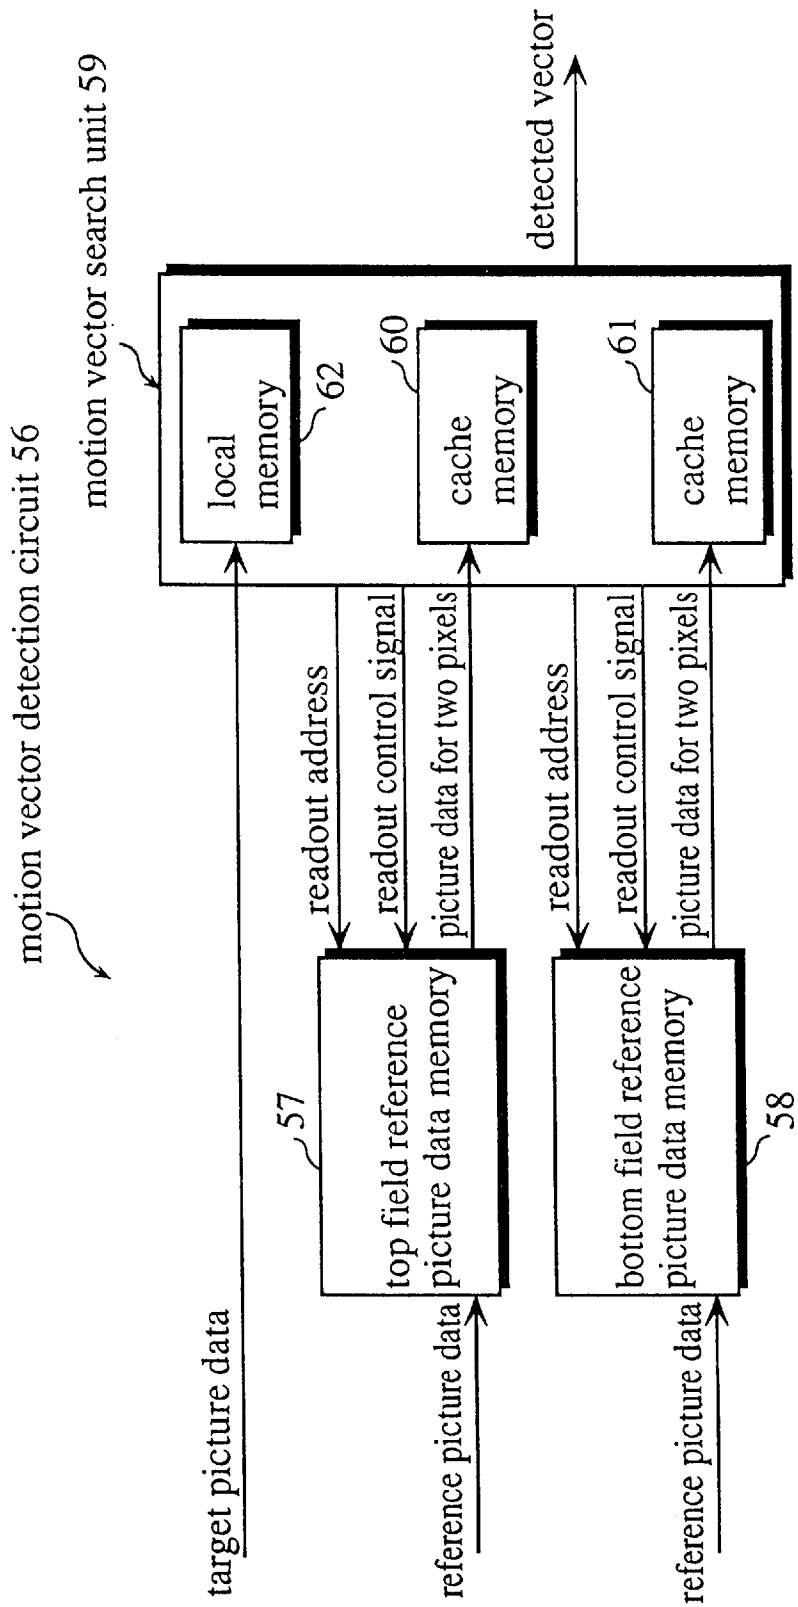 motion vector detection circuit 56
motion vector search unit 59
target picture data
local
memory
62
57
top field reference
picture data memory
reference picture data
readout address
readout control signal
picture data for two pixels
cache
memory
60
detected vector
bottom field reference
picture data memory
58
reference picture data
readout address
readout control signal
picture data for two pixels
cache
memory
61